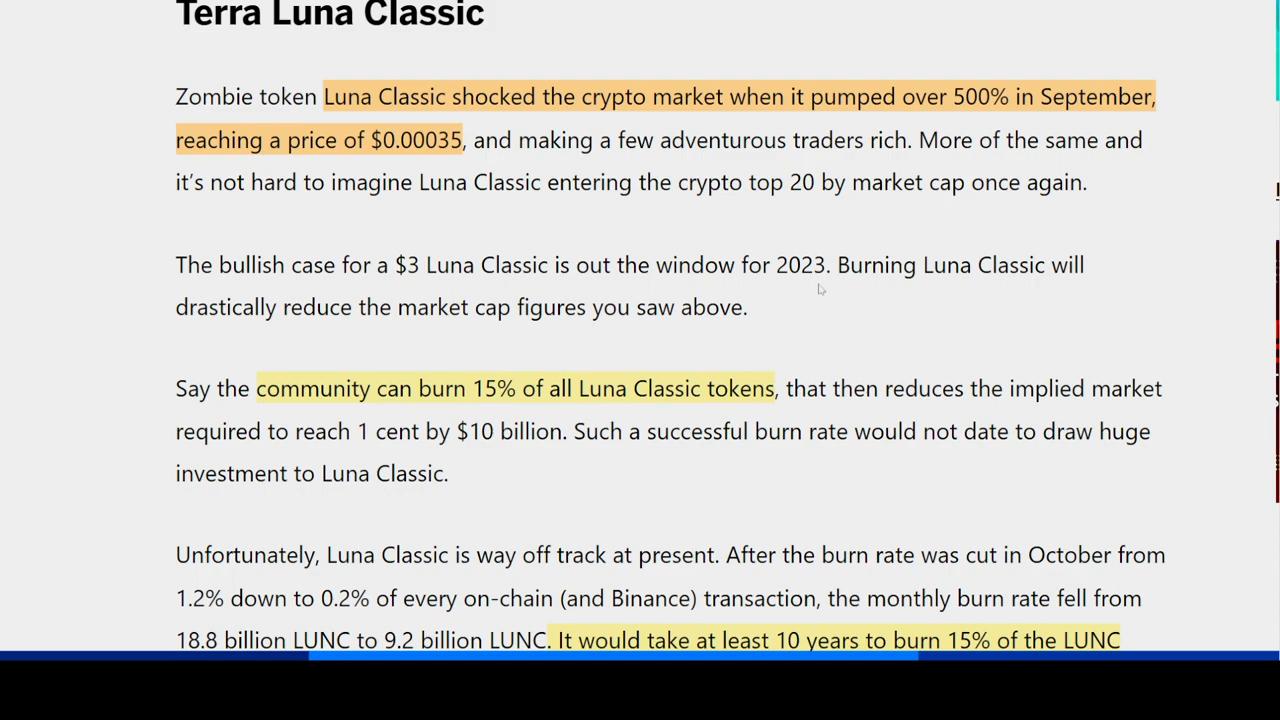 Terra Luna Classic
Zombie token Luna Classic shocked the crypto market when it pumped over 500% in September,
reaching a price of $0.00035, and making a few adventurous traders rich. More of the same and
it's not hard to imagine Luna Classic entering the crypto top 20 by market cap once again.
The bullish case for a $3 Luna Classic is out the window for 2023. Burning Luna Classic will
drastically reduce the market cap figures you saw above.
Say the community can burn 15% of all Luna Classic tokens, that then reduces the implied market
required to reach 1 cent by $10 billion. Such a successful burn rate would not date to draw huge
investment to Luna Classic.
Unfortunately, Luna Classic is way off track at present. After the burn rate was cut in October from
1.2% down to 0.2% of every on-chain (and Binance) transaction, the monthly burn rate fell from
18.8 billion LUNC to 9.2 billion LUNC. It would take at least 10 years to burn 15% of the LUNC